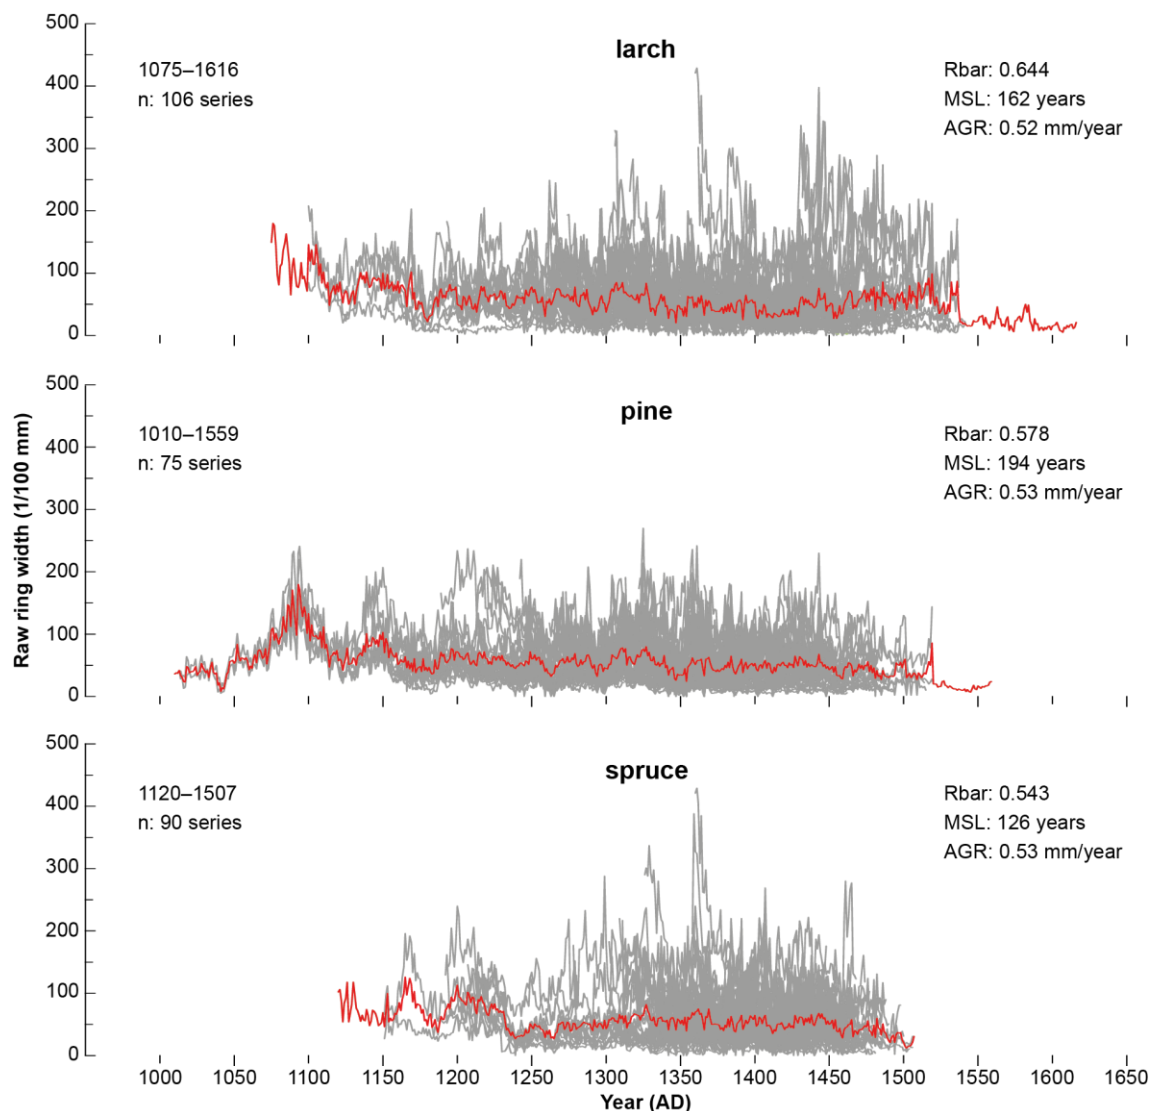 larch
1075–1616
n: 106 series
Rbar: 0.644
MSL: 162 years
AGR: 0.52 mm/year
500
400
300
200
100
0
pine
1010–1559
n: 75 series
Rbar: 0.578
MSL: 194 years
AGR: 0.53 mm/year
500
400
300
200
100
0
Raw ring width (1/100 mm)
spruce
1120–1507
n: 90 series
Rbar: 0.543
MSL: 126 years
AGR: 0.53 mm/year
500
400
300
200
100
0
1000 1050 1100 1150 1200 1250 1300 1350 1400 1450 1500 1550 1600 1650
Year (AD)